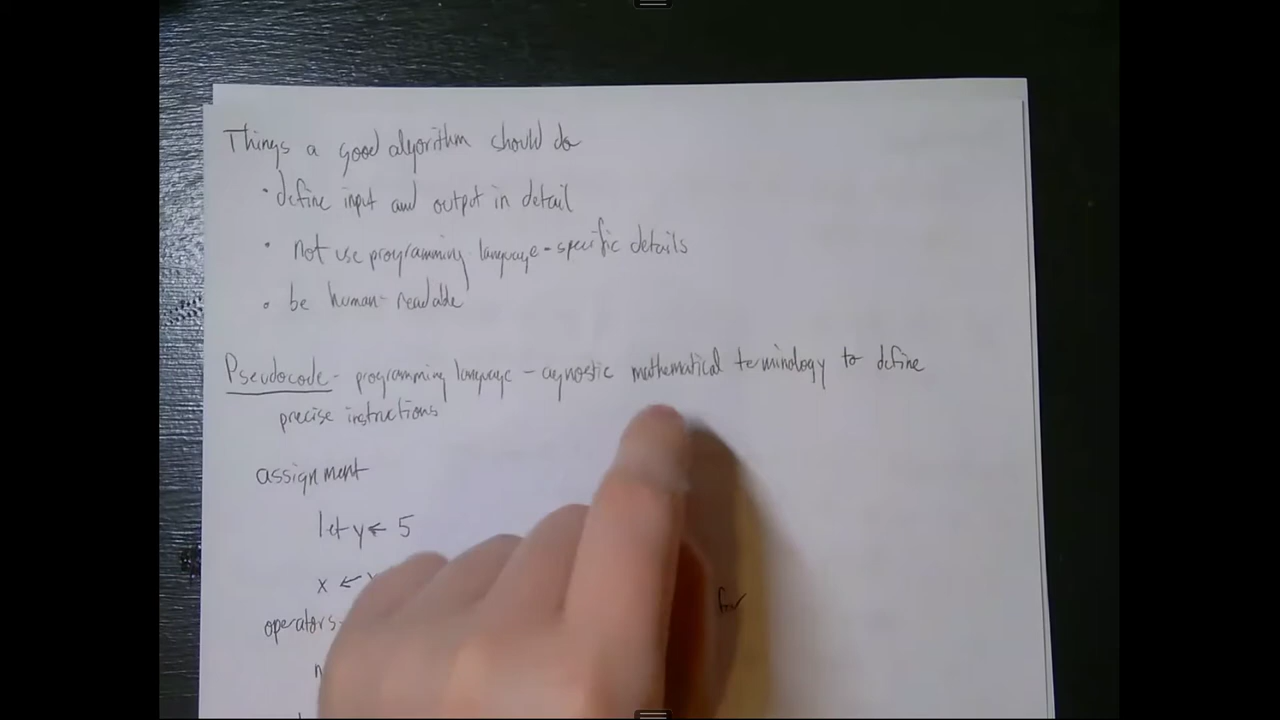 Things a good algorithm should do
• define input and output in detail
• not use programming language-specific details
• be human-readable
Pseudocode - programming language-agnostic mathematical terminology to define
precise instructions
assignment
let y ← 5
x ←
for
operators